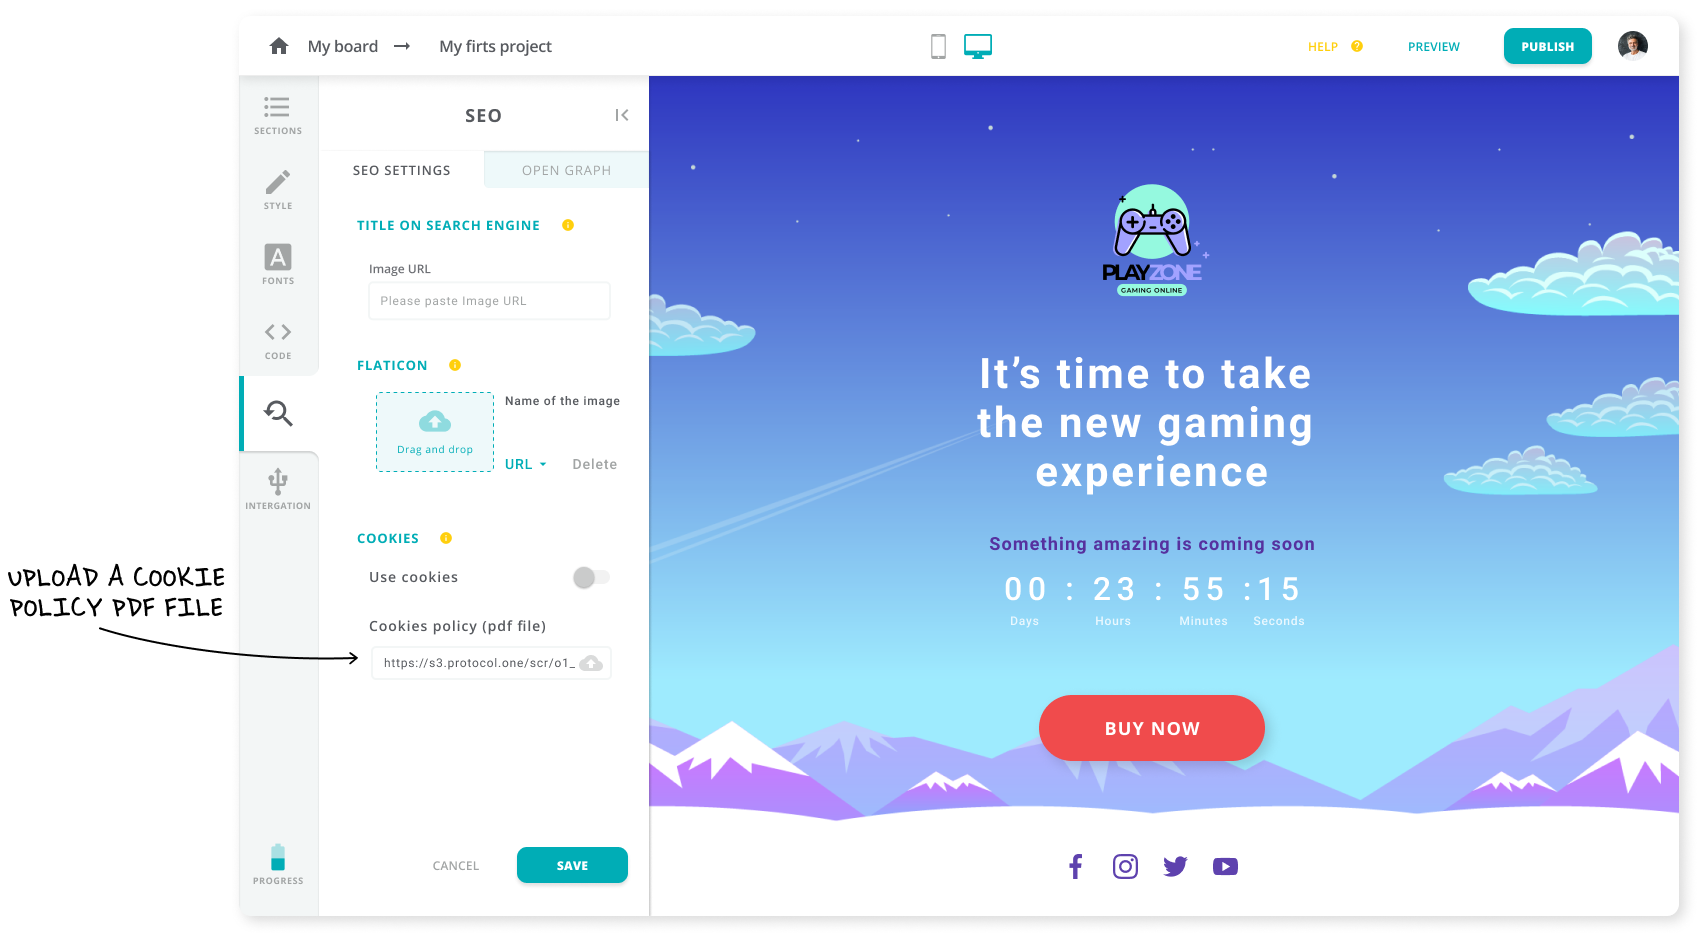 My board → My firts project
HELP
PREVIEW
PUBLISH
SECTIONS
STYLE
A
FONTS
CODE
INTERGATION
PROGRESS
SEO
SEO SETTINGS
OPEN GRAPH
TITLE ON SEARCH ENGINE
Image URL
Please paste Image URL
FLATICON
Drag and drop
Name of the image
URL
Delete
COOKIES
Use cookies
Cookies policy (pdf file)
https://s3.protocol.one/scr/o1_
CANCEL
SAVE
UPLOAD A COOKIE
POLICY PDF FILE
PLAYZONE
GAMING ONLINE
It’s time to take
the new gaming
experience
Something amazing is coming soon
00 : 23 : 55 :15
Days Hours Minutes Seconds
BUY NOW